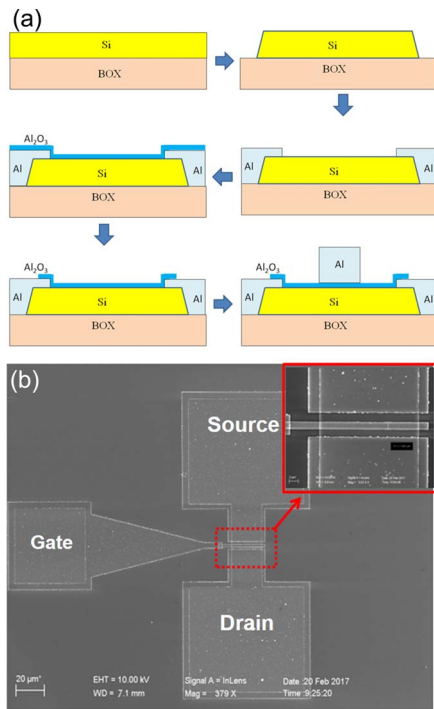 (a)
Si
BOX
Si
BOX
Al₂O₃
Al
Si
Al
BOX
Si
BOX
Al₂O₃
Al
Si
Al
BOX
Al
Al₂O₃
Al
Si
Al
BOX
(b)
Source
Gate
Drain
20 µm*
EHT = 10.00 kV
WD = 7.1 mm
Signal A = InLens
Mag = 379 X
Date :20 Feb 2017
Time :9:25:20